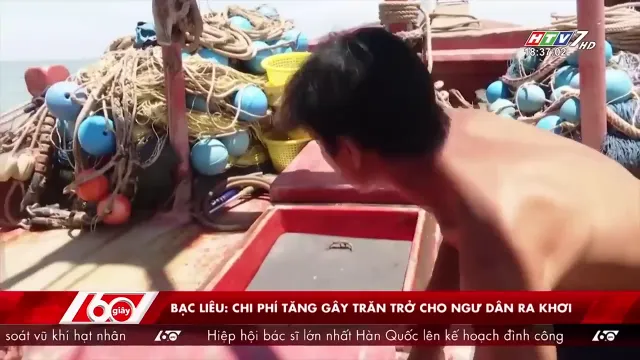 HTV7 HD
18:37:02
60 giây
BẠC LIÊU: CHI PHÍ TĂNG GÂY TRĂN TRỞ CHO NGƯ DÂN RA KHƠI
soát vũ khí hạt nhân 60 Hiệp hội bác sĩ lớn nhất Hàn Quốc lên kế hoạch đình công 60